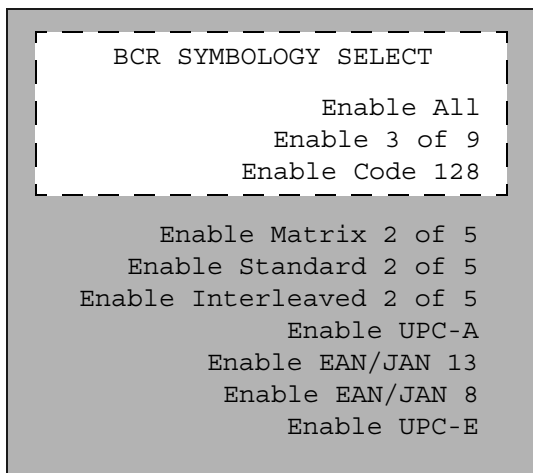 BCR SYMBOLOGY SELECT
Enable All
Enable 3 of 9
Enable Code 128
Enable Matrix 2 of 5
Enable Standard 2 of 5
Enable Interleaved 2 of 5
Enable UPC-A
Enable EAN/JAN 13
Enable EAN/JAN 8
Enable UPC-E